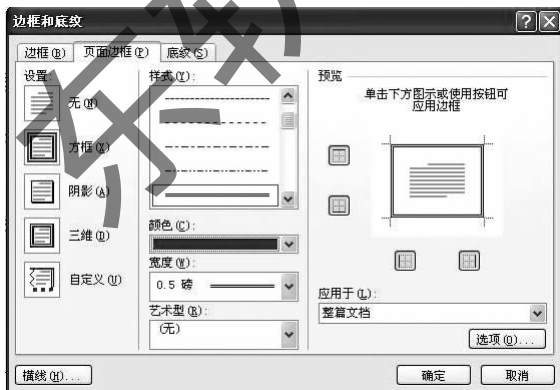 边框和底纹
边框(B) 页面边框(P) 底纹(S)
设置:
无(N)
方框(X)
阴影(A)
三维(D)
自定义(U)
样式(Y):
颜色(C):
宽度(W):
0.5 磅
艺术型(R):
(无)
预览
单击下方图示或使用按钮可
应用边框
应用于(L):
整篇文档
选项(O)...
横线(H)...
确定
取消